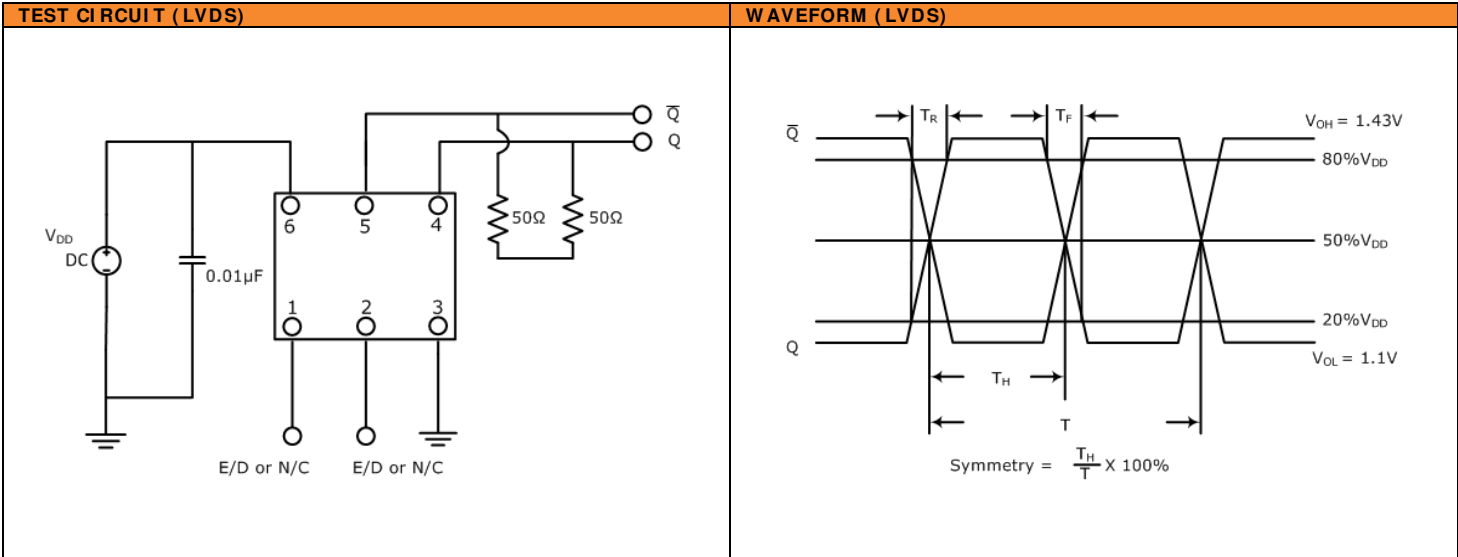 TEST CIRCUIT (LVDS)
WAVEFORM (LVDS)
Q̅
Q
6
5
4
50Ω
50Ω
VDD
DC
+
-
0.01µF
1
2
3
E/D or N/C
E/D or N/C
TR
TF
VOH = 1.43V
Q̅
80%VDD
50%VDD
20%VDD
Q
VOL = 1.1V
TH
T
Symmetry = TH/T X 100%